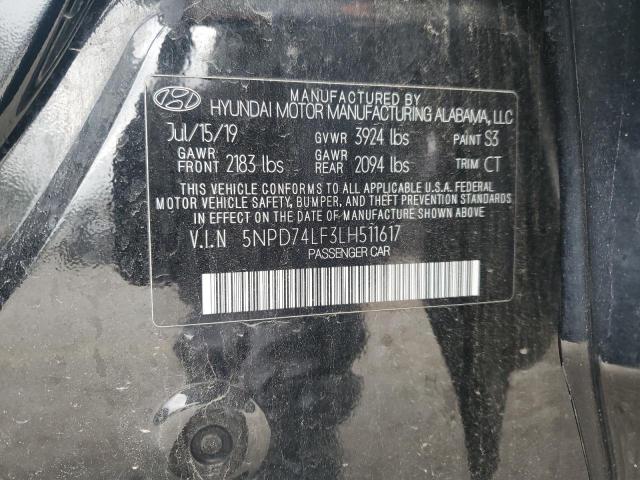 MANUFACTURED BY
HYUNDAI MOTOR MANUFACTURING ALABAMA, LLC
Jul/15/19 GVWR 3924 lbs PAINT S3
GAWR FRONT 2183 lbs GAWR REAR 2094 lbs TRIM CT
THIS VEHICLE CONFORMS TO ALL APPLICABLE U.S.A. FEDERAL
MOTOR VEHICLE SAFETY, BUMPER, AND THEFT PREVENTION STANDARDS
IN EFFECT ON THE DATE OF MANUFACTURE SHOWN ABOVE
V.I.N 5NPD74LF3LH511617
PASSENGER CAR